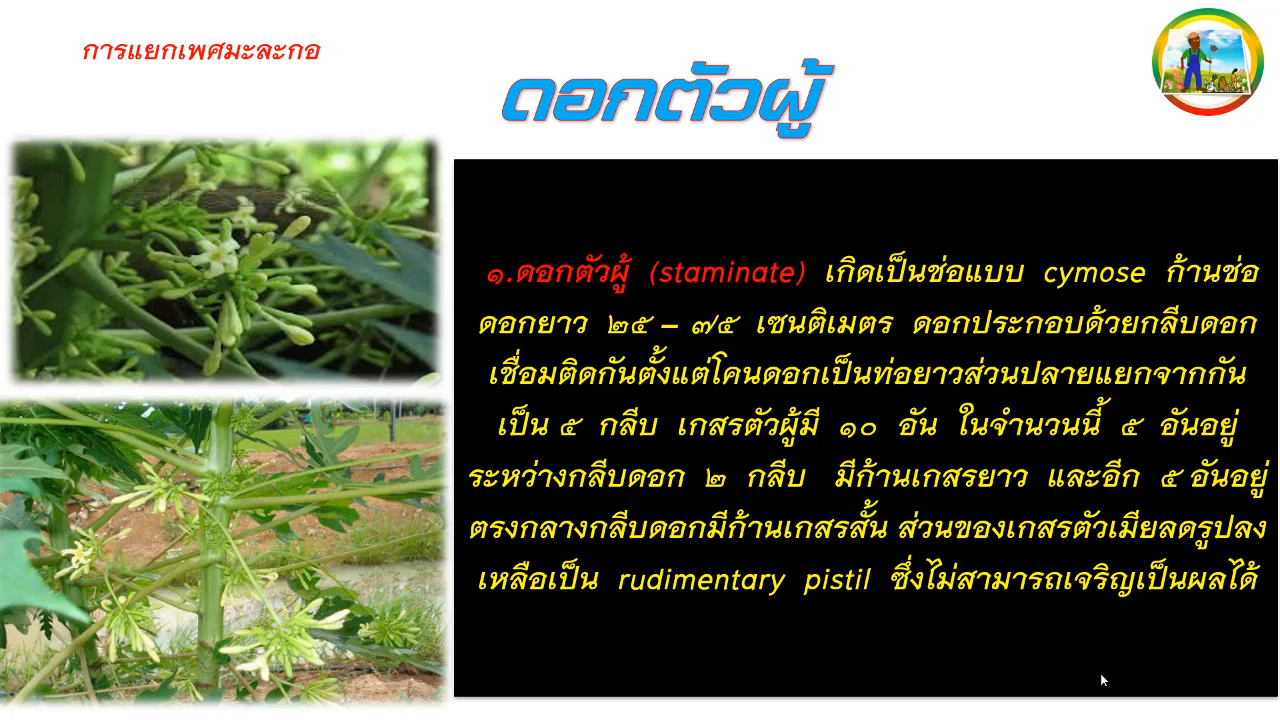 การแยกเพศมะละกอ
ดอกตัวผู้
๑.ดอกตัวผู้ (staminate) เกิดเป็นช่อแบบ cymose ก้านช่อ
ดอกยาว ๒๕ – ๗๕ เซนติเมตร ดอกประกอบด้วยกลีบดอก
เชื่อมติดกันตั้งแต่โคนดอกเป็นท่อยาวส่วนปลายแยกจากกัน
เป็น ๕ กลีบ เกสรตัวผู้มี ๑๐ อัน ในจำนวนนี้ ๕ อันอยู่
ระหว่างกลีบดอก ๒ กลีบ มีก้านเกสรยาว และอีก ๕ อันอยู่
ตรงกลางกลีบดอกมีก้านเกสรสั้น ส่วนของเกสรตัวเมียลดรูปลง
เหลือเป็น rudimentary pistil ซึ่งไม่สามารถเจริญเป็นผลได้